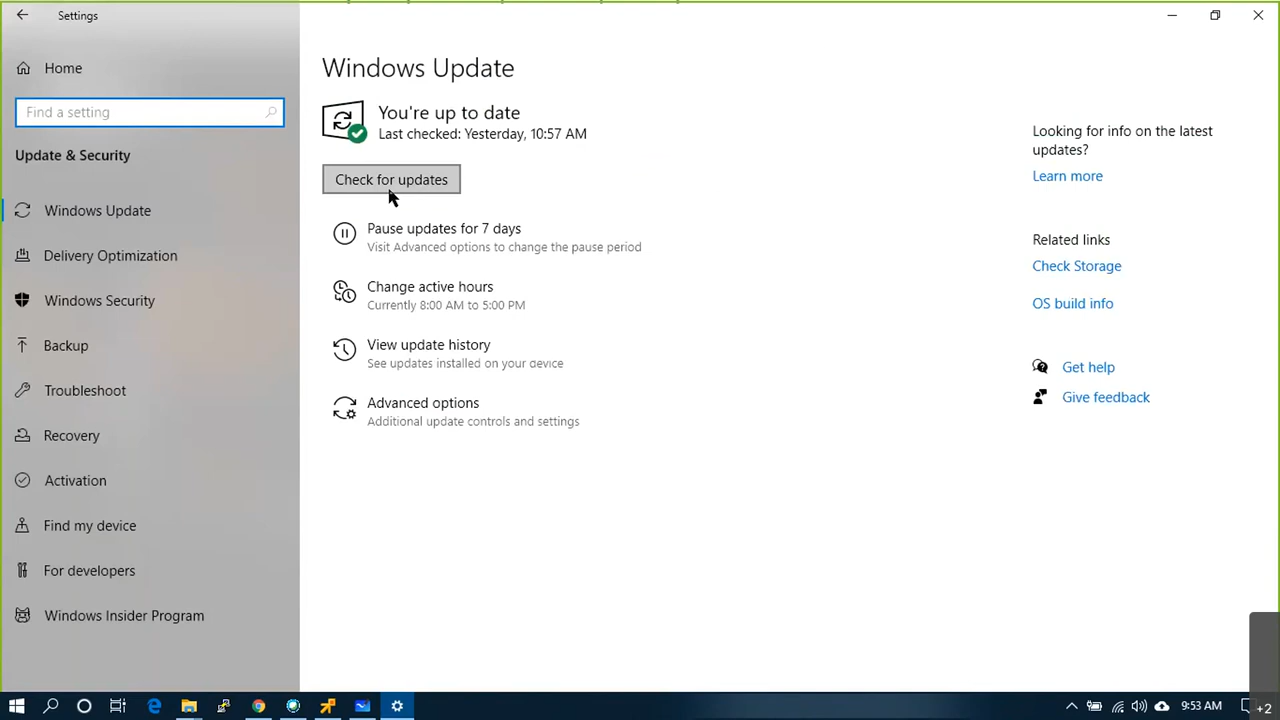 Settings
Home
Find a setting
Update & Security
Windows Update
Delivery Optimization
Windows Security
Backup
Troubleshoot
Recovery
Activation
Find my device
For developers
Windows Insider Program
Windows Update
You're up to date
Last checked: Yesterday, 10:57 AM
Check for updates
Pause updates for 7 days
Visit Advanced options to change the pause period
Change active hours
Currently 8:00 AM to 5:00 PM
View update history
See updates installed on your device
Advanced options
Additional update controls and settings
Looking for info on the latest
updates?
Learn more
Related links
Check Storage
OS build info
Get help
Give feedback
9:53 AM
+2